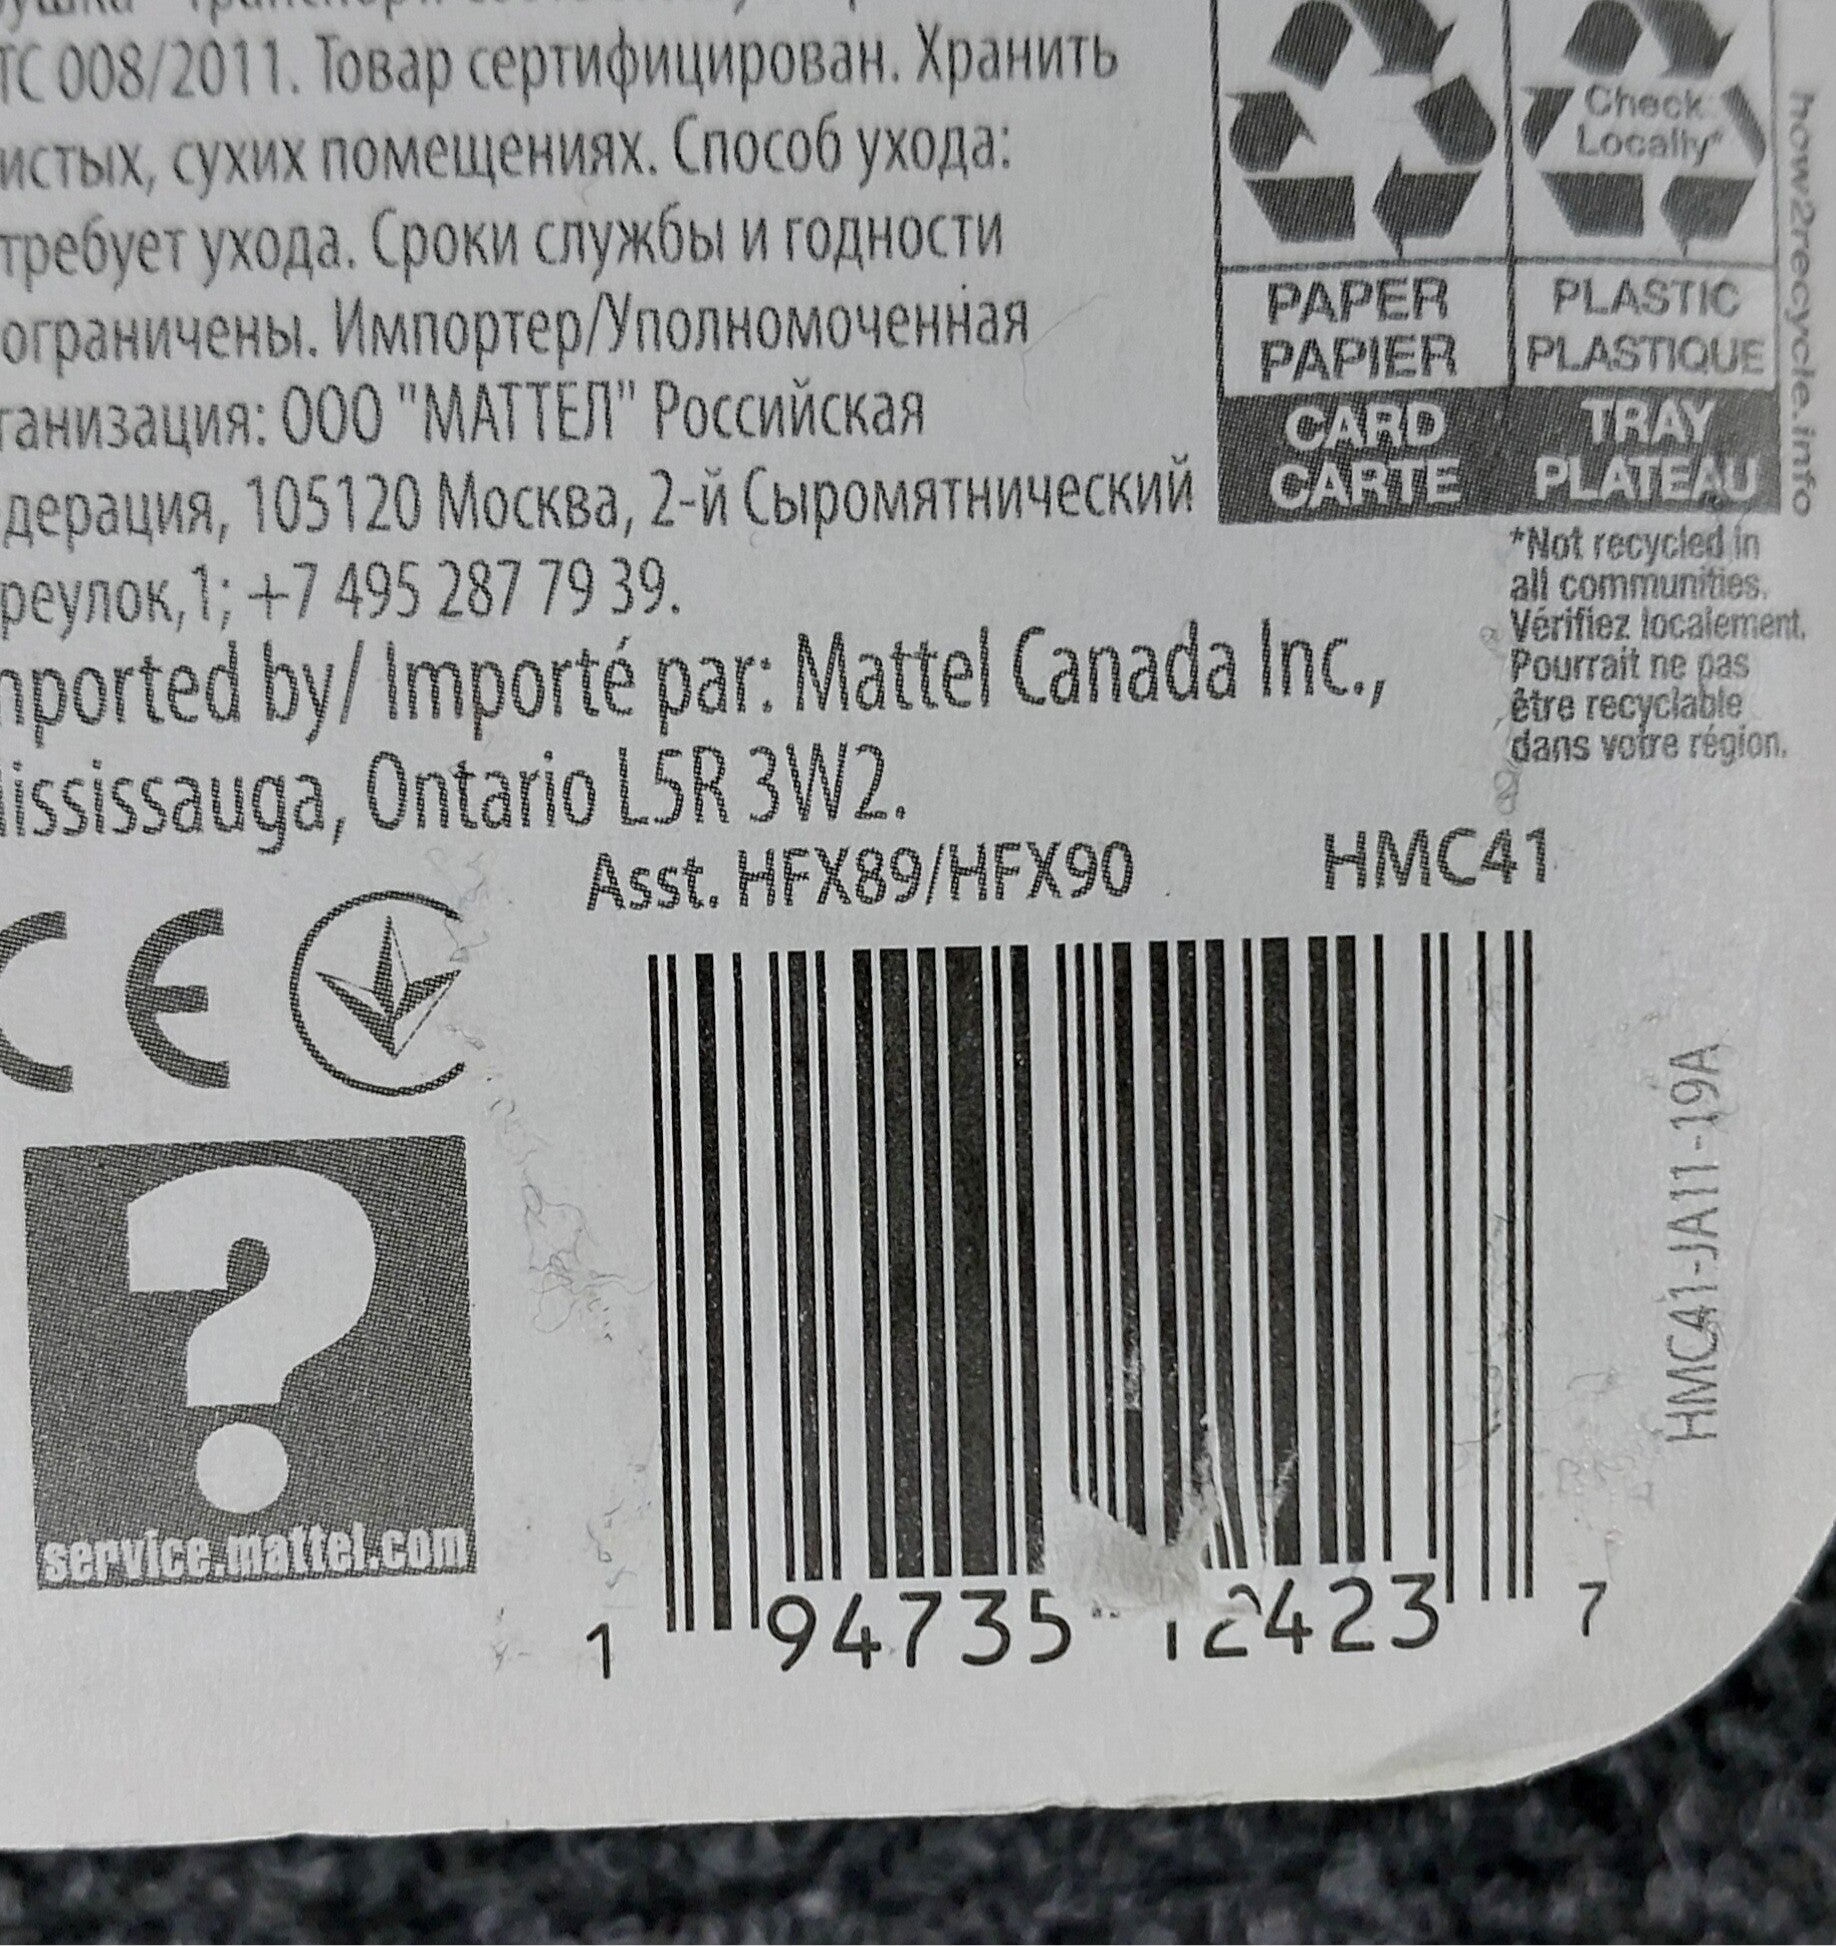 ТС 008/2011. Товар сертифицирован. Хранить
истых, сухих помещениях. Способ ухода:
требует ухода. Сроки службы и годности
ограничены. Импортер/Уполномоченная
ганизация: ООО "МАТТЕЛ" Российская
дерация, 105120 Москва, 2-й Сыромятнический
реулок,1; +7 495 287 79 39.
mported by/ Importé par: Mattel Canada Inc.,
Mississauga, Ontario L5R 3W2.
Check
Locally*
PAPER
PAPIER
PLASTIC
PLASTIQUE
CARD
CARTE
TRAY
PLATEAU
how2recycle.info
*Not recycled in
all communities.
Vérifiez localement.
Pourrait ne pas
être recyclable
dans votre région.
Asst. HFX89/HFX90 HMC41
CE
?
service.mattel.com
1 94735 12423 7
HMC41-JA11-19A